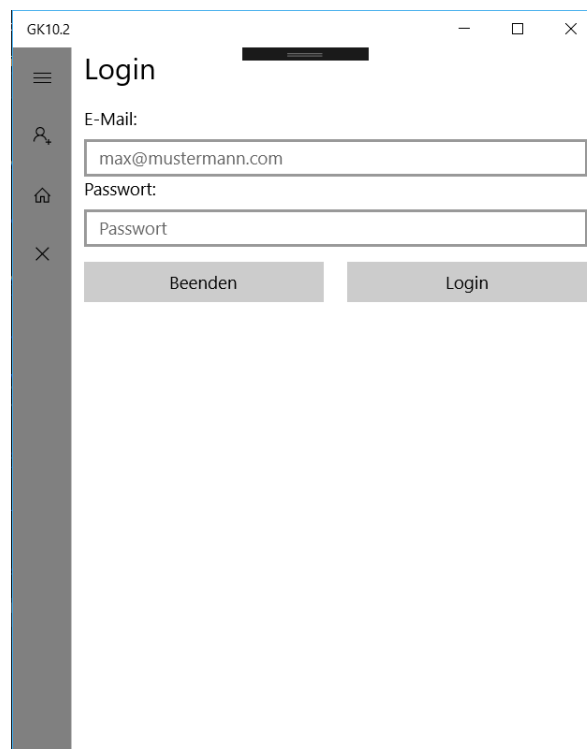 GK10.2
Login
E-Mail:
max@mustermann.com
Passwort:
Passwort
Beenden Login